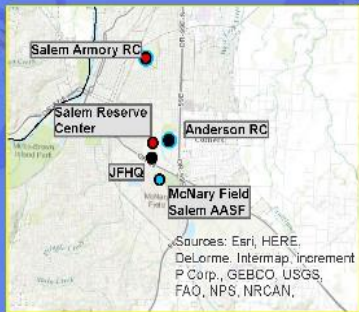 Salem Armory RC
Salem Reserve
Center
Anderson RC
JFHQ
McNary Field
Salem AASF
Sources: Esri, HERE,
DeLorme, Intermap, increment
P Corp., GEBCO, USGS,
FAO, NPS, NRCAN,